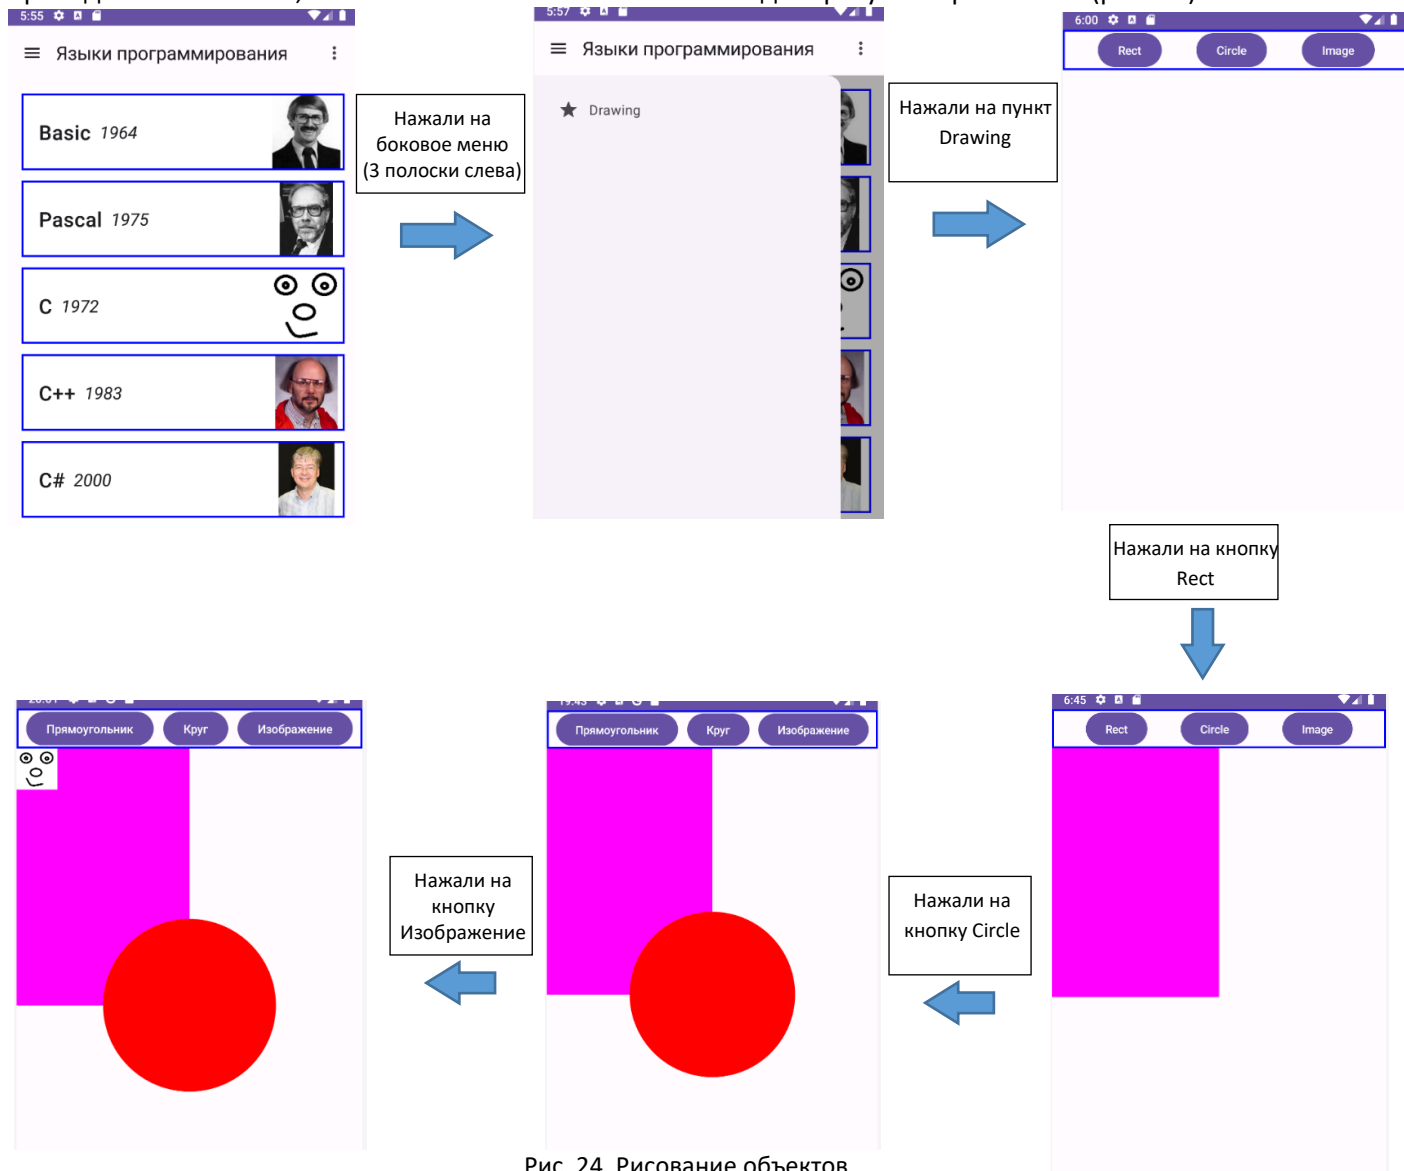 5:55
Языки программирования
Basic 1964
Pascal 1975
C 1972
C++ 1983
C# 2000
Нажали на
боковое меню
(3 полоски слева)
5:57
Языки программирования
Drawing
Нажали на пункт
Drawing
6:00
Rect Circle Image
Нажали на кнопку
Rect
6:45
Rect Circle Image
Нажали на
кнопку Circle
19:43
Прямоугольник Круг Изображение
Нажали на
кнопку
Изображение
Прямоугольник Круг Изображение
Рис. 24. Рисование объектов